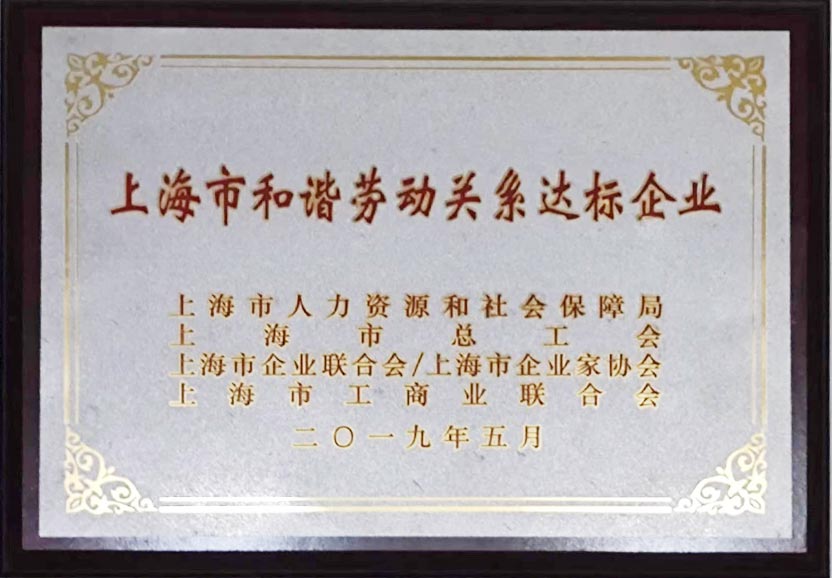 上海市和谐劳动关系达标企业
上海市人力资源和社会保障局
上海市总工会
上海市企业联合会/上海市企业家协会
上海市工商业联合会
二〇一九年五月